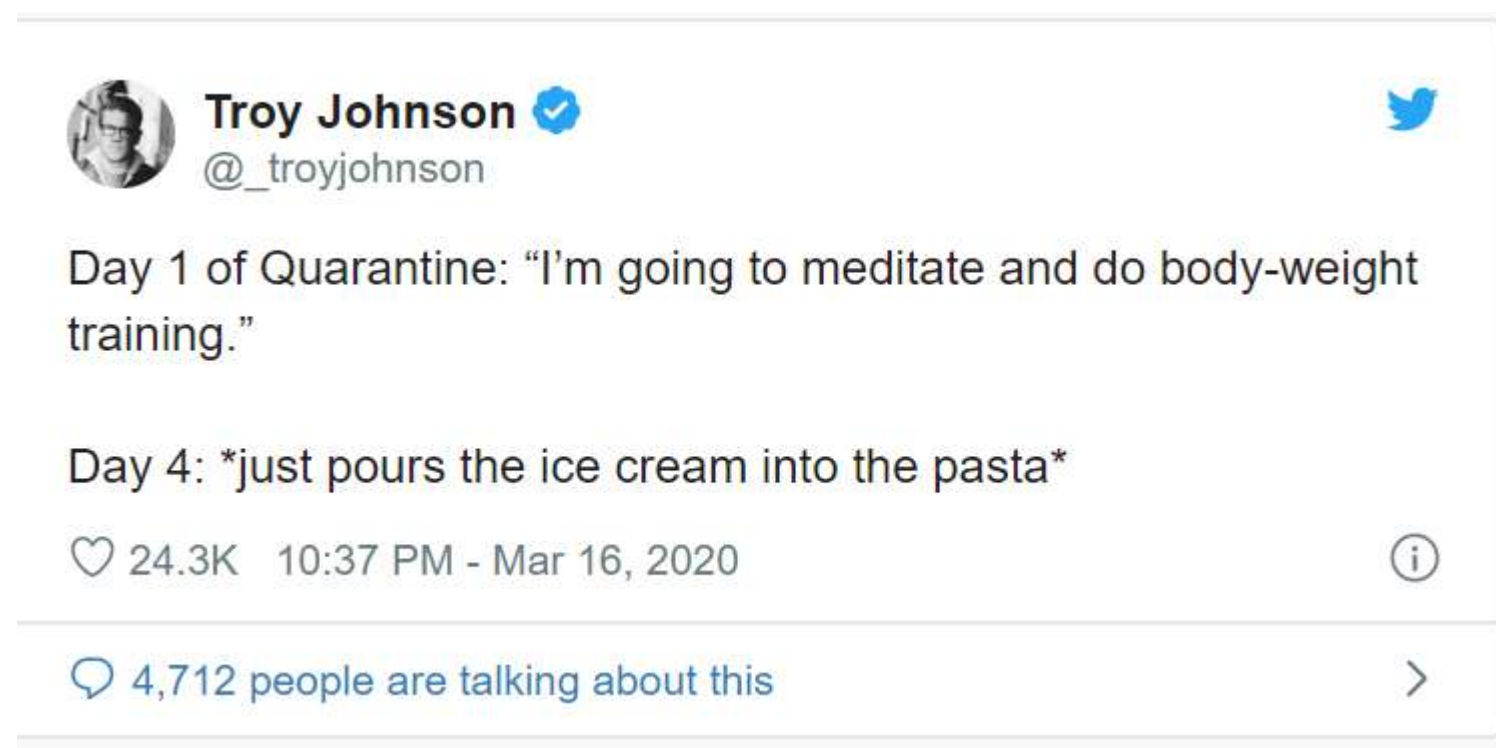 Troy Johnson
@_troyjohnson
Day 1 of Quarantine: “I’m going to meditate and do body-weight
training.”
Day 4: *just pours the ice cream into the pasta*
24.3K 10:37 PM - Mar 16, 2020
4,712 people are talking about this